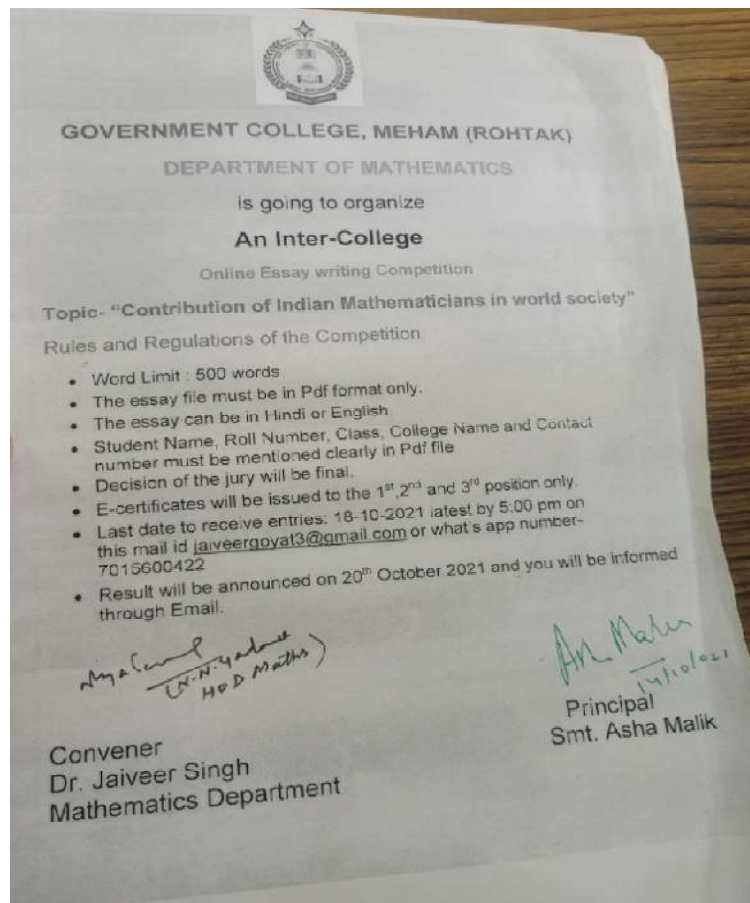 GOVERNMENT COLLEGE, MEHAM (ROHTAK)
DEPARTMENT OF MATHEMATICS
is going to organize
An Inter-College
Online Essay writing Competition
Topic- “Contribution of Indian Mathematicians in world society”
Rules and Regulations of the Competition
• Word Limit : 500 words
• The essay file must be in Pdf format only.
• The essay can be in Hindi or English.
• Student Name, Roll Number, Class, College Name and Contact
number must be mentioned clearly in Pdf file
• Decision of the jury will be final.
• E-certificates will be issued to the 1st,2nd and 3rd position only.
• Last date to receive entries: 18-10-2021 latest by 5:00 pm on
this mail id jaiveergoyat3@gmail.com or what's app number-
7015600422
• Result will be announced on 20th October 2021 and you will be informed
through Email.
(N.N. Yadav
HOD Maths)
14/10/2021
Principal
Smt. Asha Malik
Convener
Dr. Jaiveer Singh
Mathematics Department